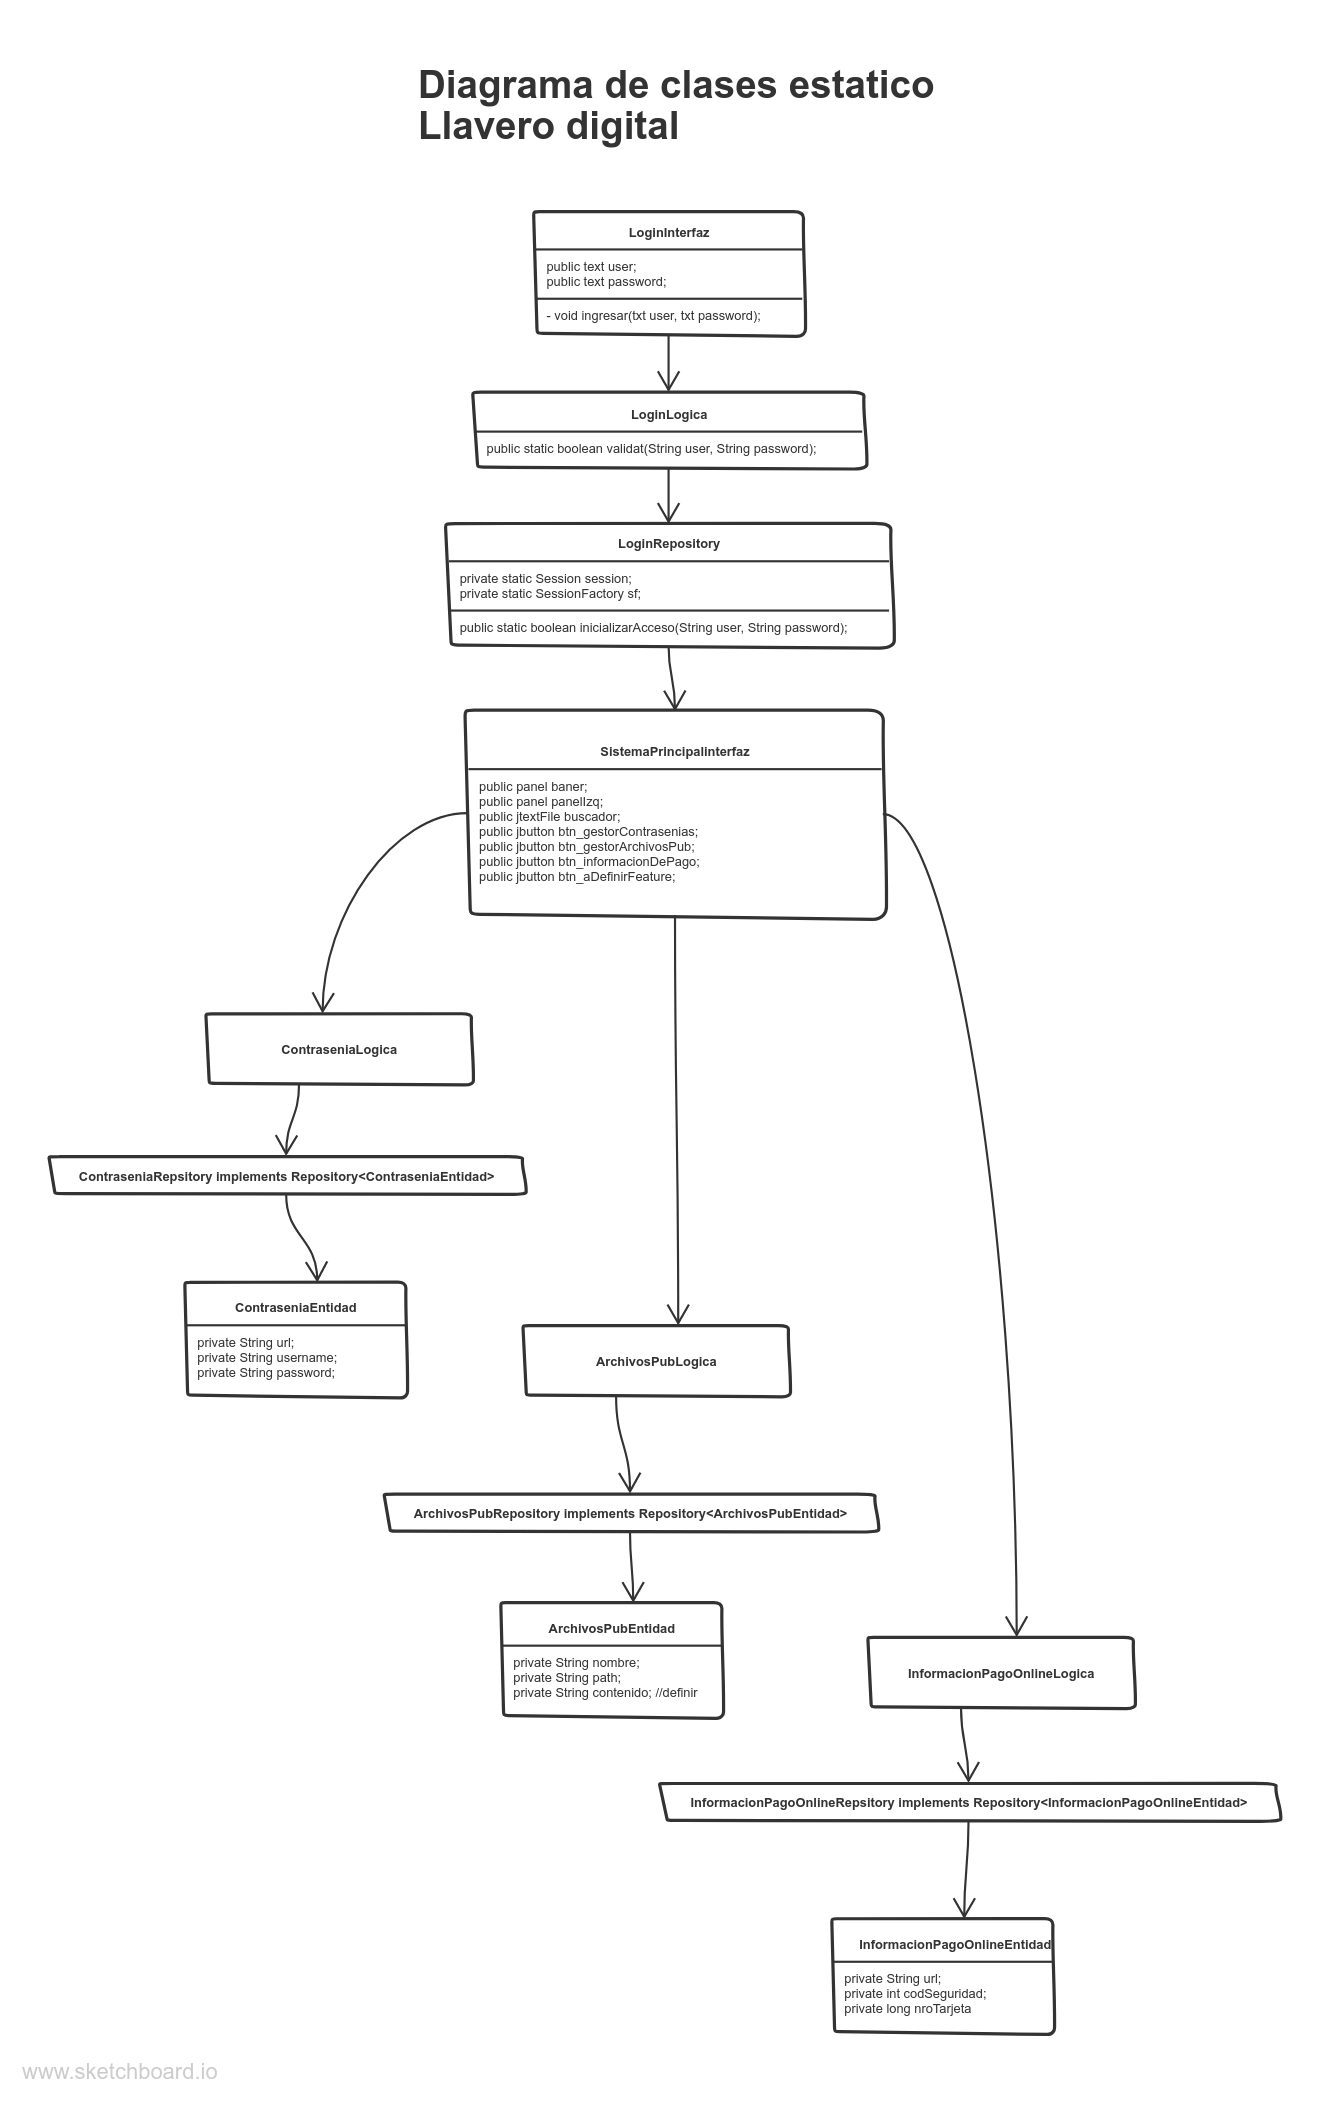 Diagrama de clases estatico
Llavero digital
LoginInterfaz
public text user;
public text password;
- void ingresar(txt user, txt password);
LoginLogica
public static boolean validat(String user, String password);
LoginRepository
private static Session session;
private static SessionFactory sf;
public static boolean inicializarAcceso(String user, String password);
SistemaPrincipalinterfaz
public panel baner;
public panel panelIzq;
public jtextFile buscador;
public jbutton btn_gestorContrasenias;
public jbutton btn_gestorArchivosPub;
public jbutton btn_informacionDePago;
public jbutton btn_aDefinirFeature;
ContraseniaLogica
ContraseniaRepsitory implements Repository<ContraseniaEntidad>
ContraseniaEntidad
private String url;
private String username;
private String password;
ArchivosPubLogica
ArchivosPubRepository implements Repository<ArchivosPubEntidad>
ArchivosPubEntidad
private String nombre;
private String path;
private String contenido; //definir
InformacionPagoOnlineLogica
InformacionPagoOnlineRepsitory implements Repository<InformacionPagoOnlineEntidad>
InformacionPagoOnlineEntidad
private String url;
private int codSeguridad;
private long nroTarjeta
www.sketchboard.io